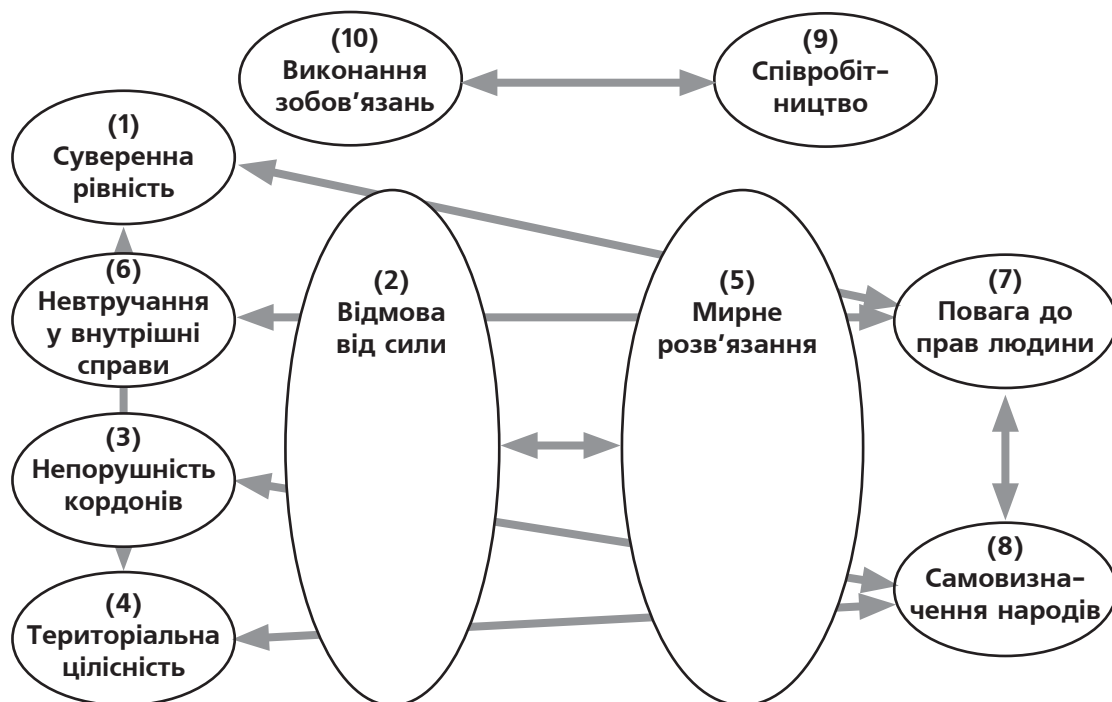 (10)
Виконання
зобов’язань
(9)
Співробіт–
ництво
(1)
Суверенна
рівність
(6)
Невтручання
у внутрішні
справи
(2)
Відмова
від сили
(5)
Мирне
розв’язання
(7)
Повага до
прав людини
(3)
Непорушність
кордонів
(4)
Територіальна
цілісність
(8)
Самовизна–
чення народів